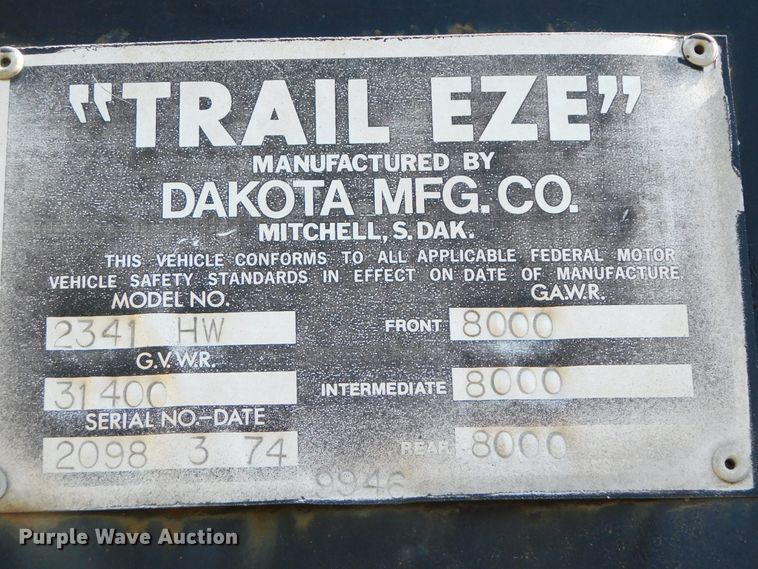 "TRAIL EZE"
MANUFACTURED BY
DAKOTA MFG. CO.
MITCHELL, S. DAK.
THIS VEHICLE CONFORMS TO ALL APPLICABLE FEDERAL MOTOR
VEHICLE SAFETY STANDARDS IN EFFECT ON DATE OF MANUFACTURE.
MODEL NO. G.A.W.R.
2341 HW FRONT 8000
G.V.W.R.
31400 INTERMEDIATE 8000
SERIAL NO.-DATE
2098 3 74 REAR 8000
9946
Purple Wave Auction